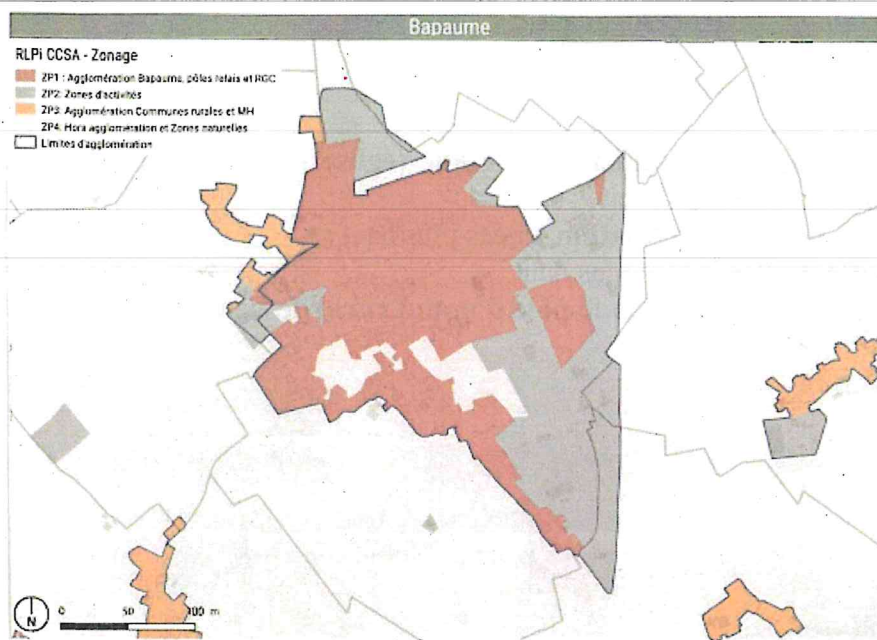 Bapaume
RLPi CCSA - Zonage
ZP1 : Agglomération Bapaume, pôles relais et RGC
ZP2: Zones d'activités
ZP3: Agglomération Communes rurales et MH
ZP4: Hors agglomération et Zones naturelles
Limites d'agglomération
N
0 50 100 m